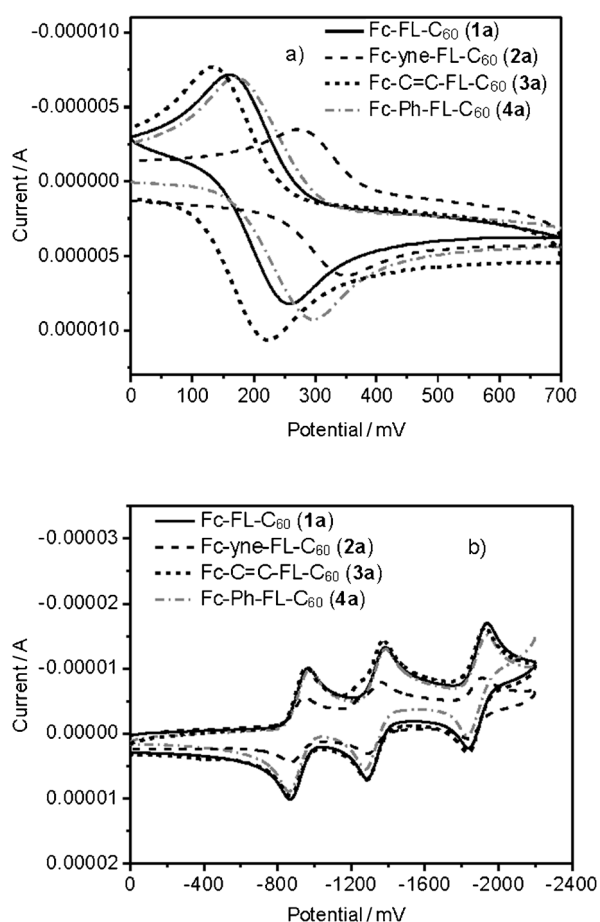 -0.000010
-0.000005
0.000000
0.000005
0.000010
Current / A
a)
Fc-FL-C60 (1a)
Fc-yne-FL-C60 (2a)
Fc-C=C-FL-C60 (3a)
Fc-Ph-FL-C60 (4a)
0 100 200 300 400 500 600 700
Potential / mV
Fc-FL-C60 (1a)
Fc-yne-FL-C60 (2a)
Fc-C=C-FL-C60 (3a)
Fc-Ph-FL-C60 (4a)
b)
-0.00003
-0.00002
-0.00001
0.00000
0.00001
0.00002
Current / A
0 -400 -800 -1200 -1600 -2000 -2400
Potential / mV